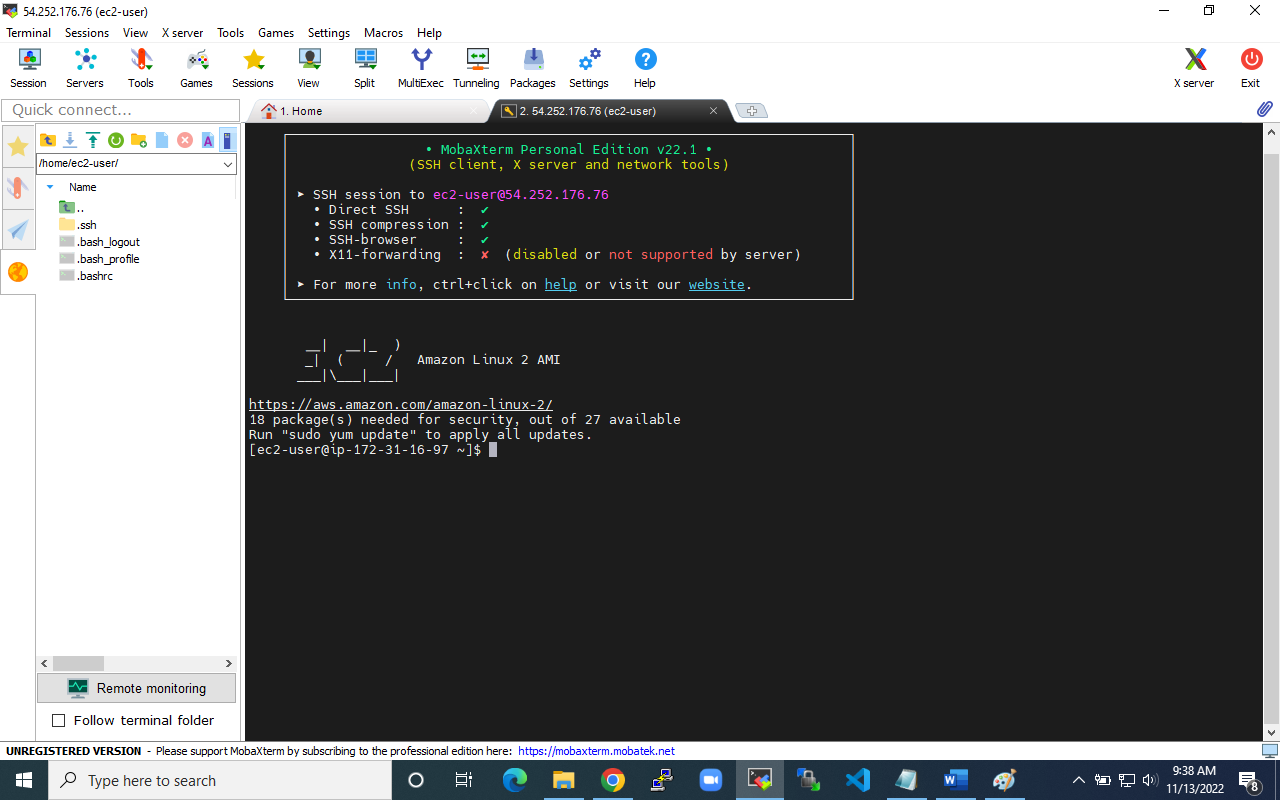 54.252.176.76 (ec2-user)
Terminal Sessions View X server Tools Games Settings Macros Help
Session Servers Tools Games Sessions View Split MultiExec Tunneling Packages Settings Help X server Exit
Quick connect...
1. Home
2. 54.252.176.76 (ec2-user)
/home/ec2-user/
Name
..
.ssh
.bash_logout
.bash_profile
.bashrc
Remote monitoring
Follow terminal folder
• MobaXterm Personal Edition v22.1 •
(SSH client, X server and network tools)
➤ SSH session to ec2-user@54.252.176.76
• Direct SSH : ✔
• SSH compression : ✔
• SSH-browser : ✔
• X11-forwarding : ✘ (disabled or not supported by server)
➤ For more info, ctrl+click on help or visit our website.
__| __|_ )
_| ( / Amazon Linux 2 AMI
___|\___|___|
https://aws.amazon.com/amazon-linux-2/
18 package(s) needed for security, out of 27 available
Run "sudo yum update" to apply all updates.
[ec2-user@ip-172-31-16-97 ~]$
UNREGISTERED VERSION - Please support MobaXterm by subscribing to the professional edition here: https://mobaxterm.mobatek.net
Type here to search
9:38 AM
11/13/2022
8